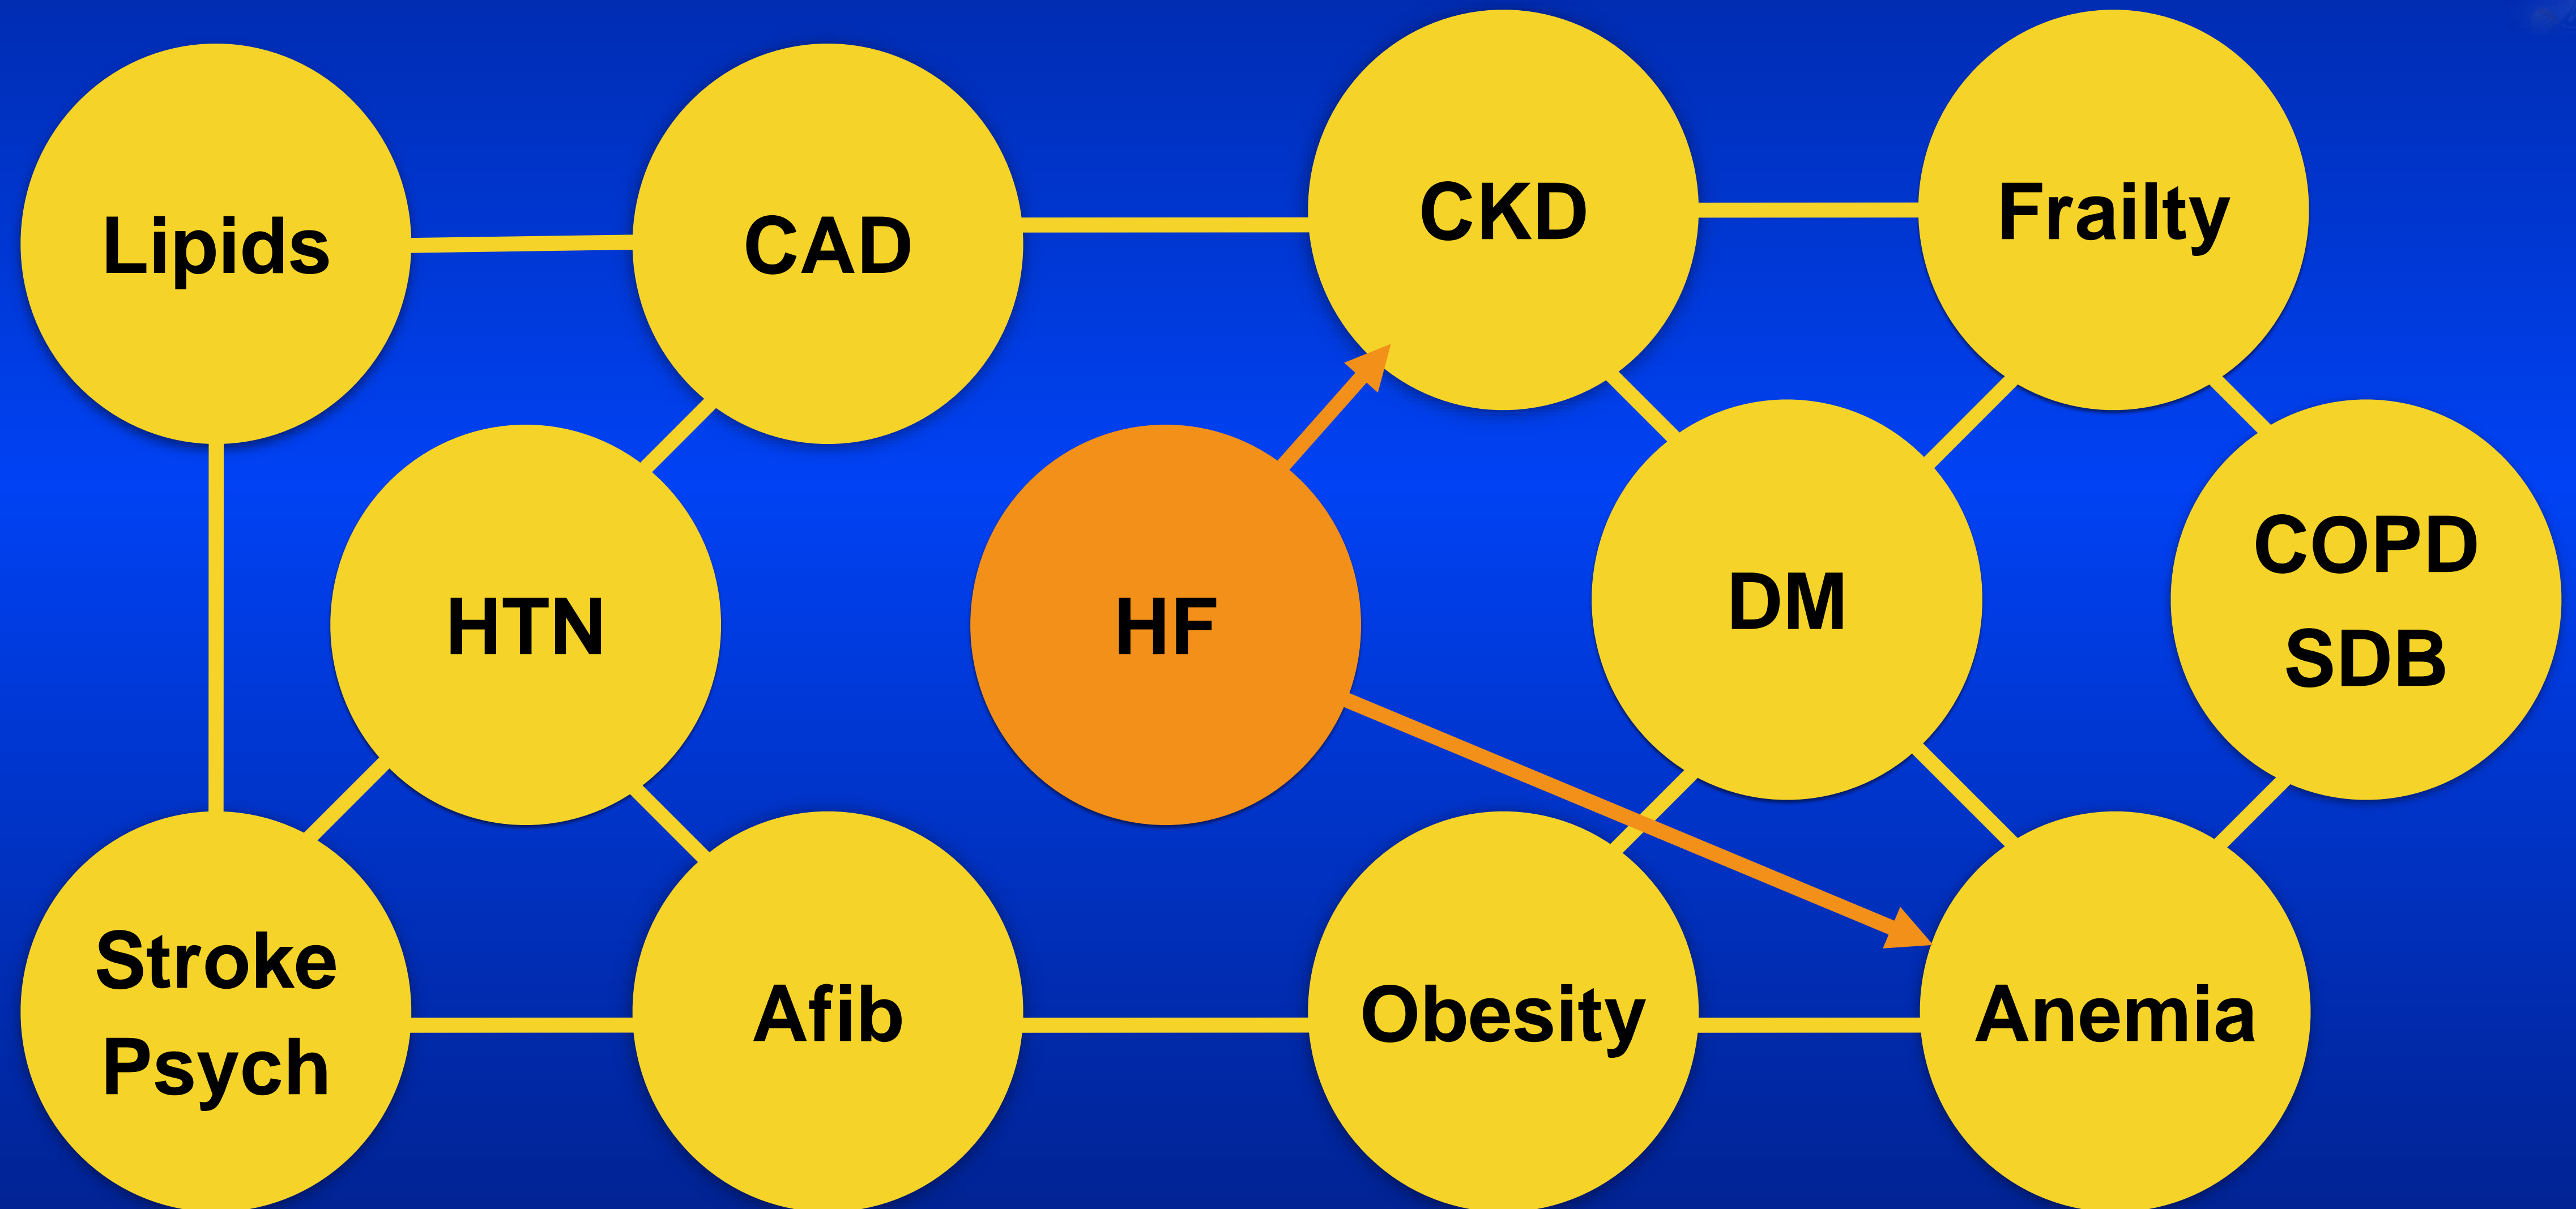 Lipids
CAD
CKD
Frailty
HTN
HF
DM
COPD
SDB
Stroke
Psych
Afib
Obesity
Anemia